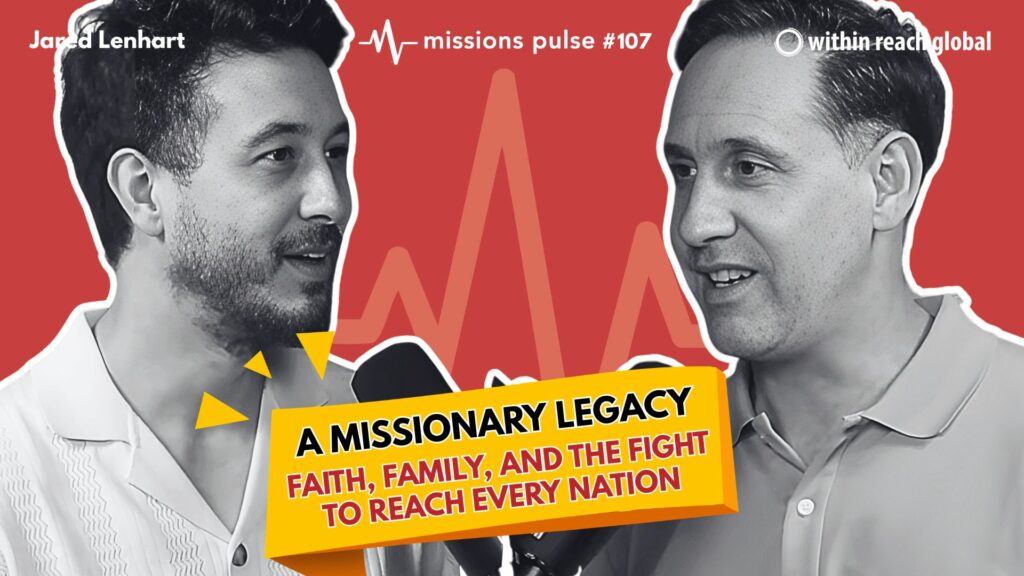 Jared Lenhart
missions pulse #107
within reach global
A MISSIONARY LEGACY
FAITH, FAMILY, AND THE FIGHT
TO REACH EVERY NATION